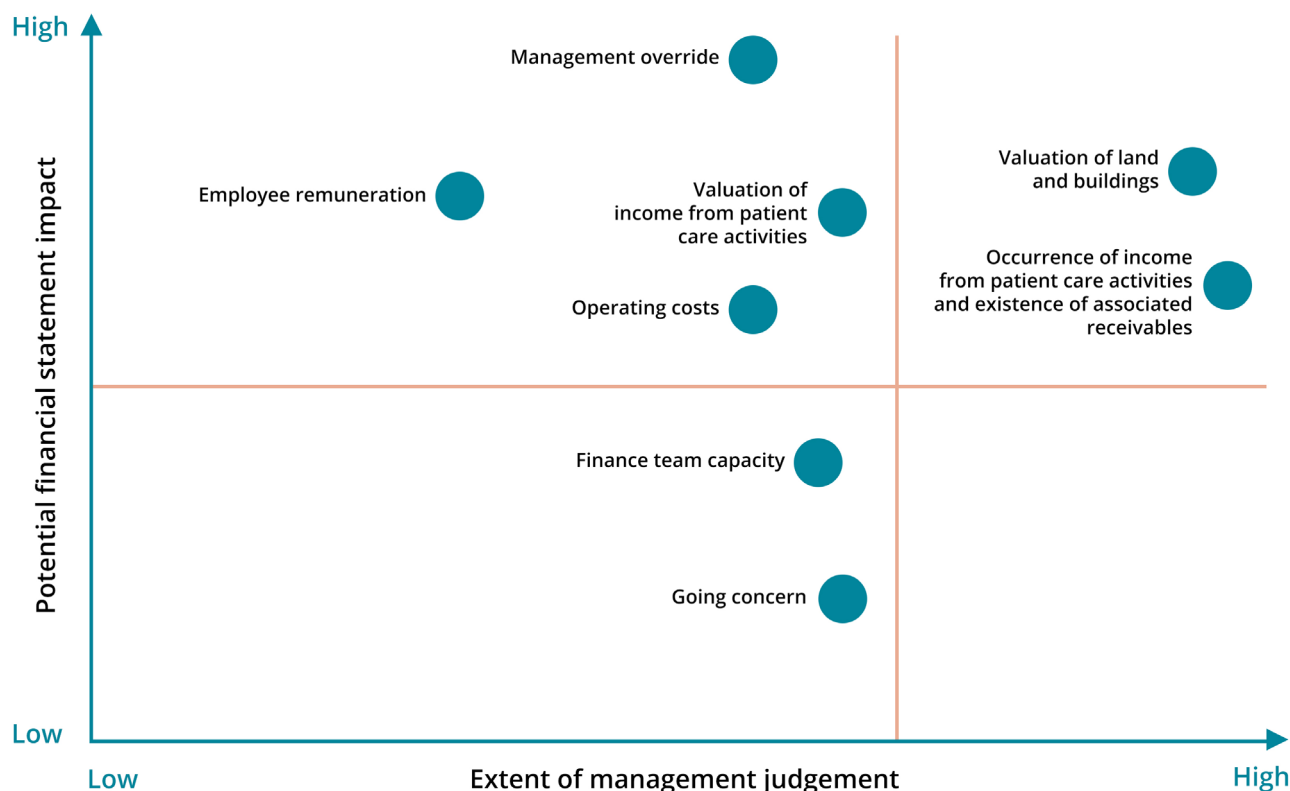 High
Management override
Valuation of land
and buildings
Employee remuneration
Valuation of
income from patient
care activities
Occurrence of income
from patient care activities
and existence of associated
receivables
Operating costs
Potential financial statement impact
Finance team capacity
Going concern
Low
Low
Extent of management judgement
High